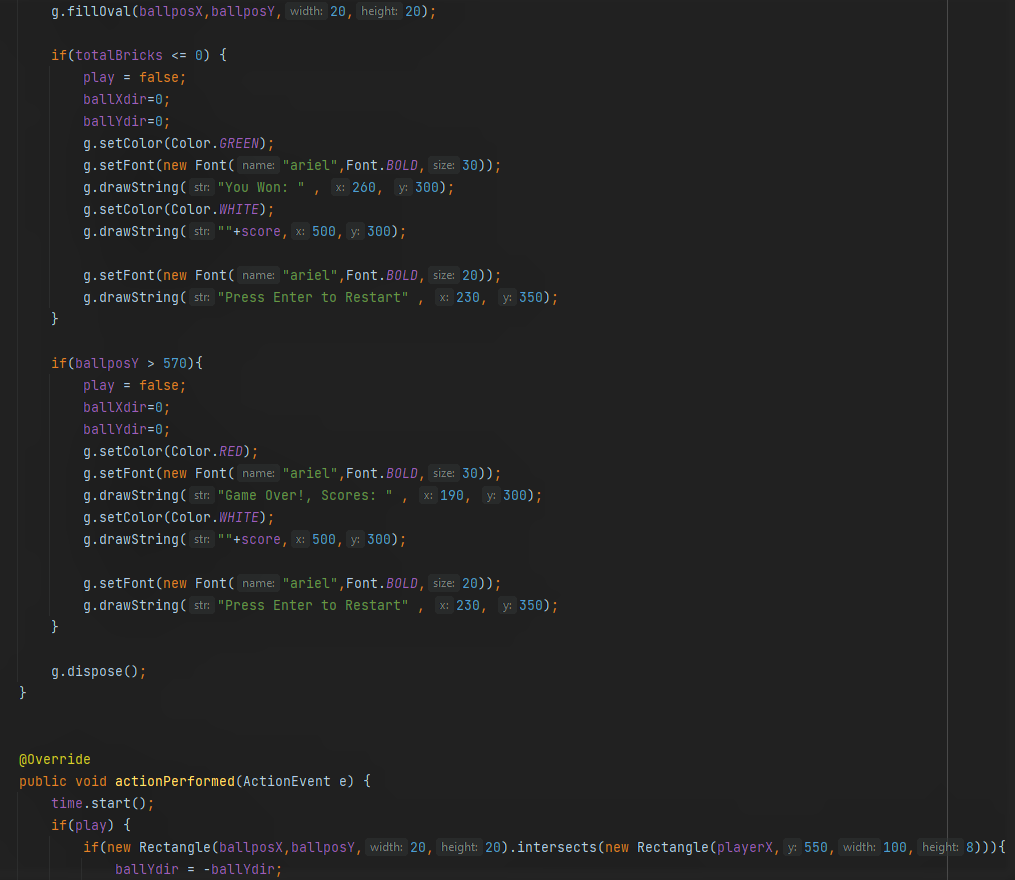 g.fillOval(ballposX,ballposY, width: 20, height: 20);
if(totalBricks <= 0) {
play = false;
ballXdir=0;
ballYdir=0;
g.setColor(Color.GREEN);
g.setFont(new Font( name: "ariel",Font.BOLD, size: 30));
g.drawString( str: "You Won: " , x: 260, y: 300);
g.setColor(Color.WHITE);
g.drawString( str: ""+score, x: 500, y: 300);
g.setFont(new Font( name: "ariel",Font.BOLD, size: 20));
g.drawString( str: "Press Enter to Restart" , x: 230, y: 350);
}
if(ballposY > 570){
play = false;
ballXdir=0;
ballYdir=0;
g.setColor(Color.RED);
g.setFont(new Font( name: "ariel",Font.BOLD, size: 30));
g.drawString( str: "Game Over!, Scores: " , x: 190, y: 300);
g.setColor(Color.WHITE);
g.drawString( str: ""+score, x: 500, y: 300);
g.setFont(new Font( name: "ariel",Font.BOLD, size: 20));
g.drawString( str: "Press Enter to Restart" , x: 230, y: 350);
}
g.dispose();
}
@Override
public void actionPerformed(ActionEvent e) {
time.start();
if(play) {
if(new Rectangle(ballposX,ballposY, width: 20, height: 20).intersects(new Rectangle(playerX, y: 550, width: 100, height: 8))){
ballYdir = -ballYdir;